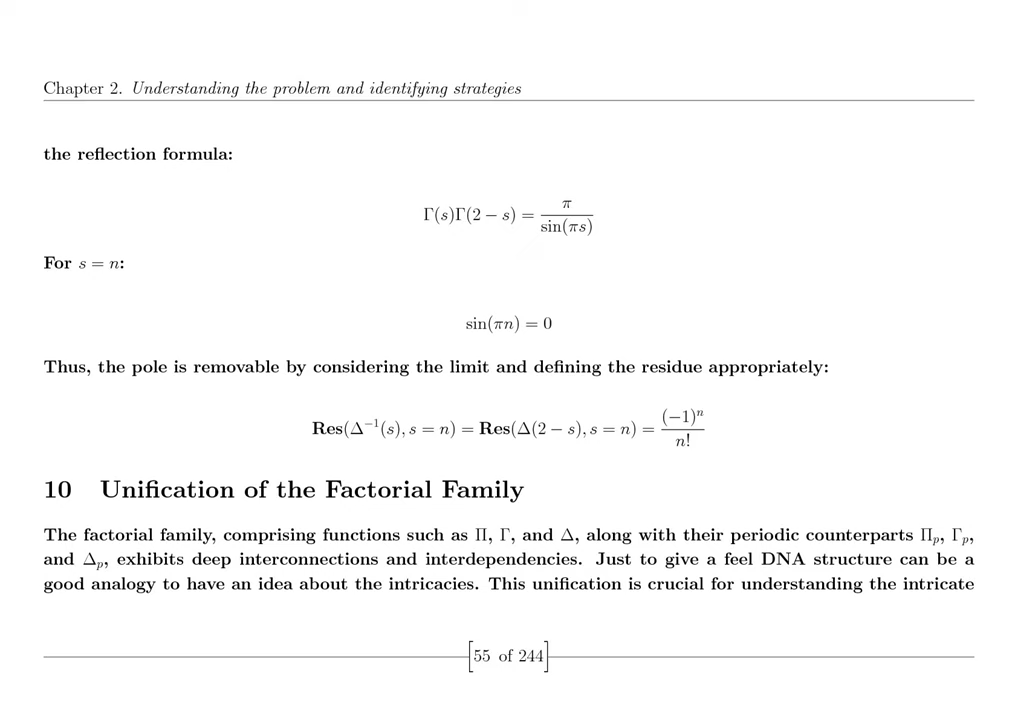 Chapter 2. Understanding the problem and identifying strategies
the reflection formula:
Γ(s)Γ(2 − s) = π / sin(πs)
For s = n:
sin(πn) = 0
Thus, the pole is removable by considering the limit and defining the residue appropriately:
Res(Δ⁻¹(s), s = n) = Res(Δ(2 − s), s = n) = (−1)ⁿ / n!
10 Unification of the Factorial Family
The factorial family, comprising functions such as Π, Γ, and Δ, along with their periodic counterparts Πₚ, Γₚ,
and Δₚ, exhibits deep interconnections and interdependencies. Just to give a feel DNA structure can be a
good analogy to have an idea about the intricacies. This unification is crucial for understanding the intricate
[55 of 244]